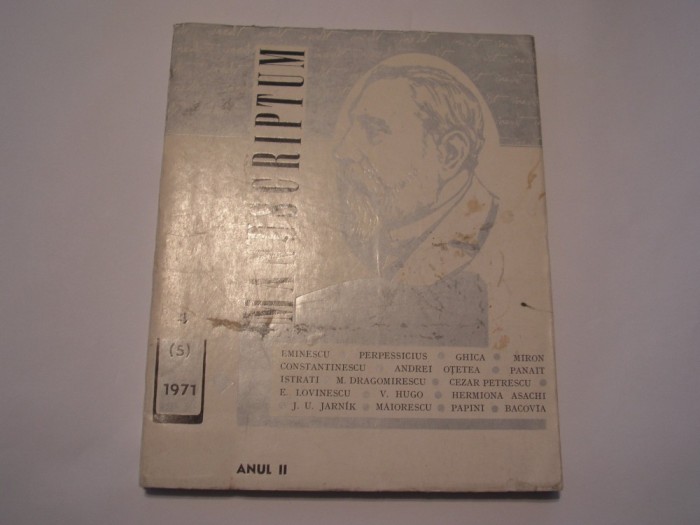 MANUSCRIPTUM
4
(5)
1971
EMINESCU • PERPESSICIUS • GHICA • MIRON
CONSTANTINESCU • ANDREI OȚETEA • PANAIT
ISTRATI • M. DRAGOMIRESCU • CEZAR PETRESCU •
E. LOVINESCU • V. HUGO • HERMIONA ASACHI
• J. U. JARNÍK • MAIORESCU • PAPINI • BACOVIA
ANUL II